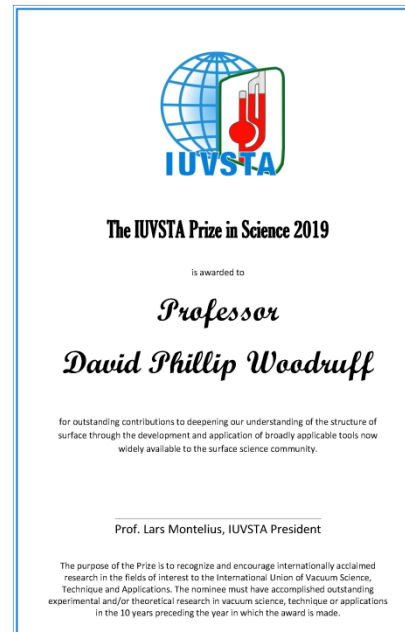 IUVSTA
The IUVSTA Prize in Science 2019
is awarded to
Professor
David Phillip Woodruff
for outstanding contributions to deepening our understanding of the structure of
surface through the development and application of broadly applicable tools now
widely available to the surface science community.
Prof. Lars Montelius, IUVSTA President
The purpose of the Prize is to recognize and encourage internationally acclaimed
research in the fields of interest to the International Union of Vacuum Science,
Technique and Applications. The nominee must have accomplished outstanding
experimental and/or theoretical research in vacuum science, technique or applications
in the 10 years preceding the year in which the award is made.